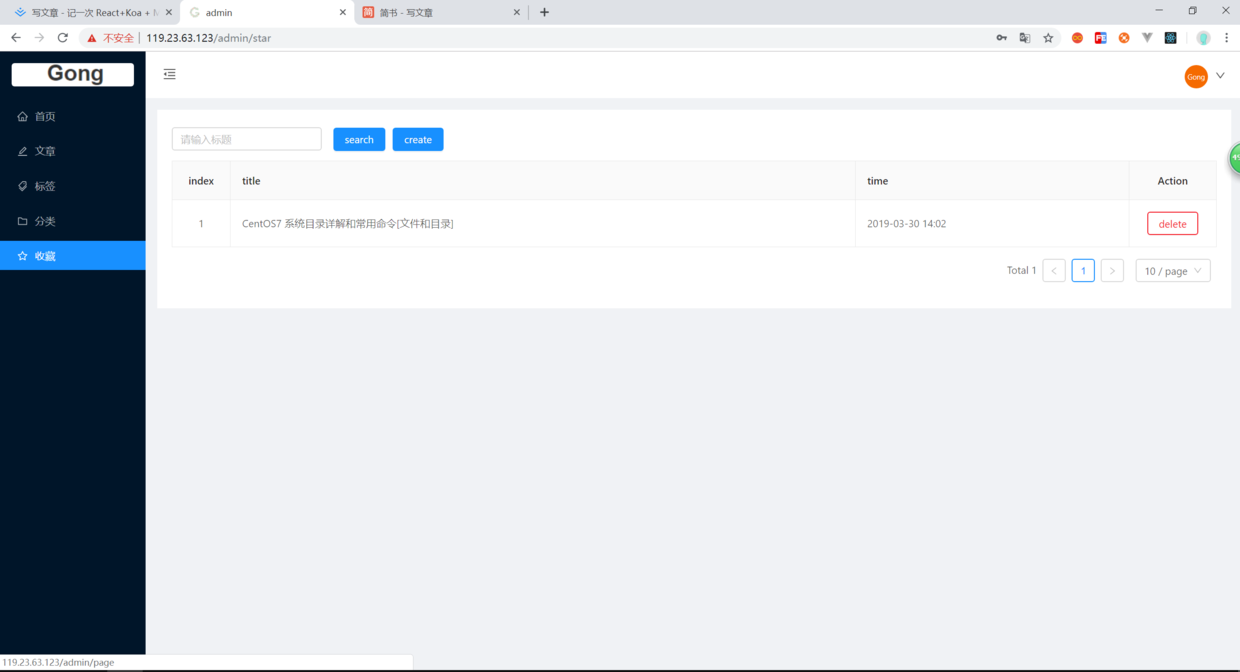 写文章 - 记一次 React+Koa +
admin
简书 - 写文章
不安全 119.23.63.123/admin/star
Gong
Gong
首页
文章
标签
分类
收藏
请输入标题 search create
index title time Action
1 CentOS7 系统目录详解和常用命令[文件和目录] 2019-03-30 14:02 delete
Total 1 < 1 > 10 / page
119.23.63.123/admin/page